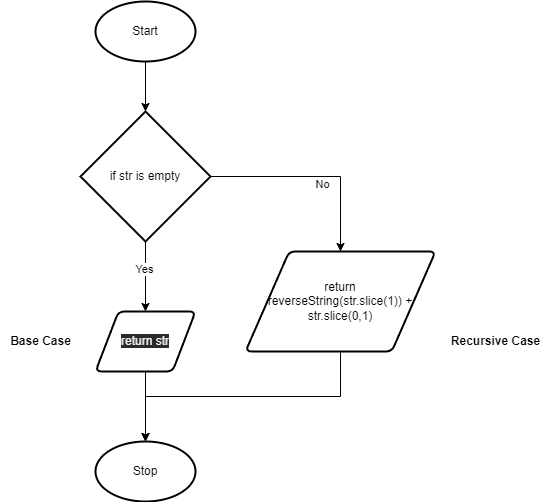 Start
if str is empty
No
Yes
return
reverseString(str.slice(1)) +
str.slice(0,1)
Base Case
return str
Recursive Case
Stop